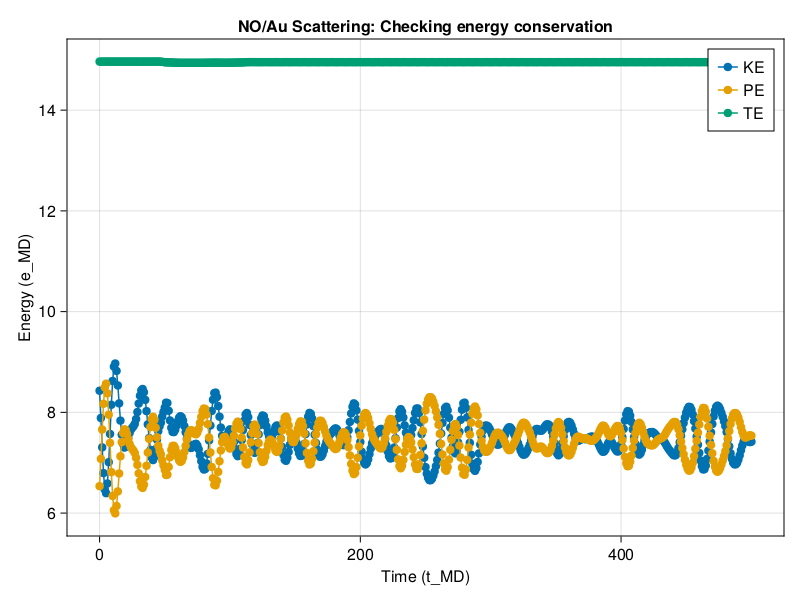 NO/Au Scattering: Checking energy conservation
KE
PE
TE
14
12
10
8
6
Energy (e_MD)
0
200
400
Time (t_MD)